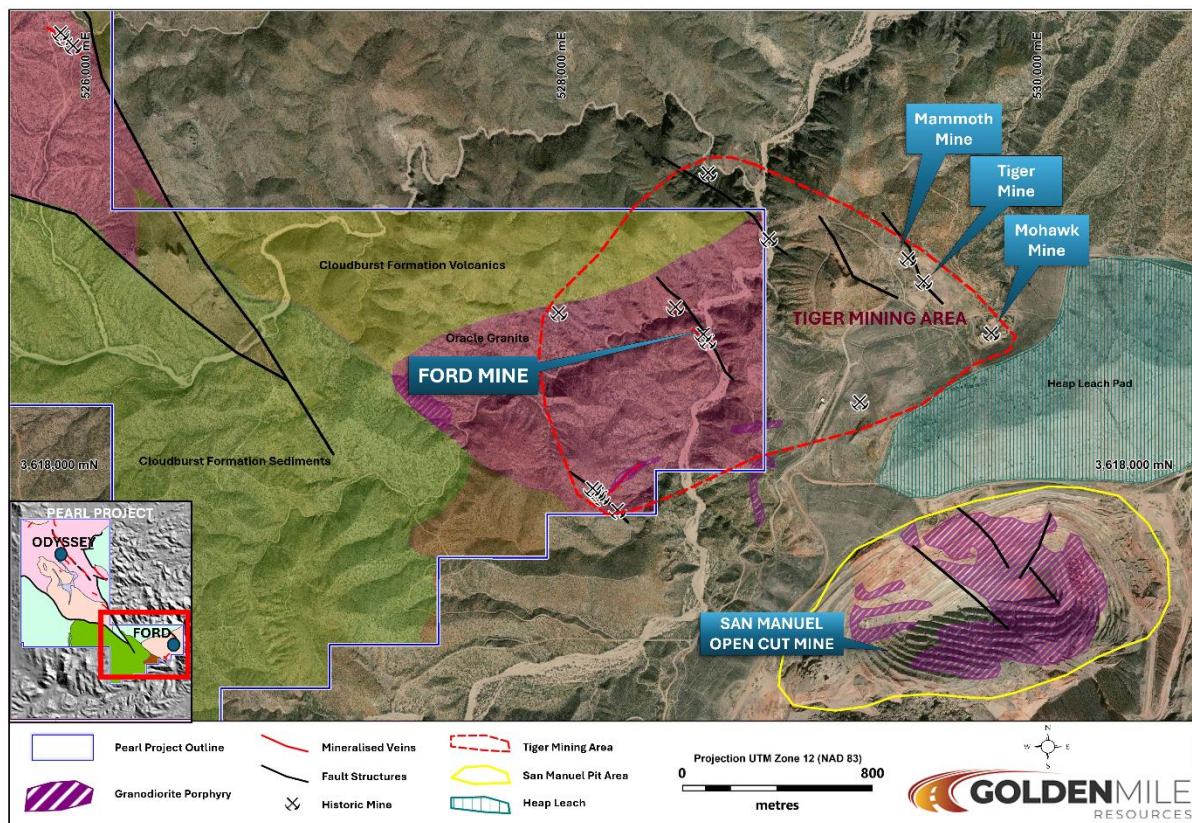 526,000 mE
528,000 mE
530,000 mE
Mammoth
Mine
Tiger
Mine
Mohawk
Mine
Cloudburst Formation Volcanics
TIGER MINING AREA
Oracle Granite
FORD MINE
Heap Leach Pad
Cloudburst Formation Sediments
3,618,000 mN
3,618,000 mN
PEARL PROJECT
ODYSSEY
FORD
SAN MANUEL
OPEN CUT MINE
Pearl Project Outline
Mineralised Veins
Tiger Mining Area
Fault Structures
San Manuel Pit Area
Granodiorite Porphyry
Historic Mine
Heap Leach
Projection UTM Zone 12 (NAD 83)
0
800
metres
N
W
E
S
GOLDENMILE
RESOURCES